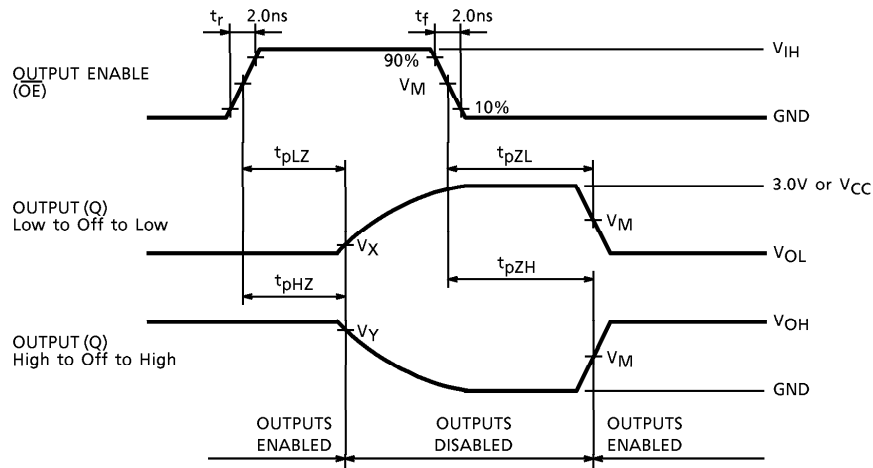 tr 2.0ns tf 2.0ns
VIH
90%
OUTPUT ENABLE
(O̅E̅)
VM
10%
GND
tpLZ tpZL
3.0V or VCC
OUTPUT (Q)
Low to Off to Low
VM
VX
VOL
tpHZ tpZH
VOH
VY
OUTPUT (Q)
High to Off to High
VM
GND
OUTPUTS ENABLED
OUTPUTS DISABLED
OUTPUTS ENABLED